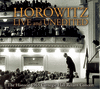 HOROWITZ
LIVE and UNEDITED
The Historic 1965 Carnegie Hall Return Concert